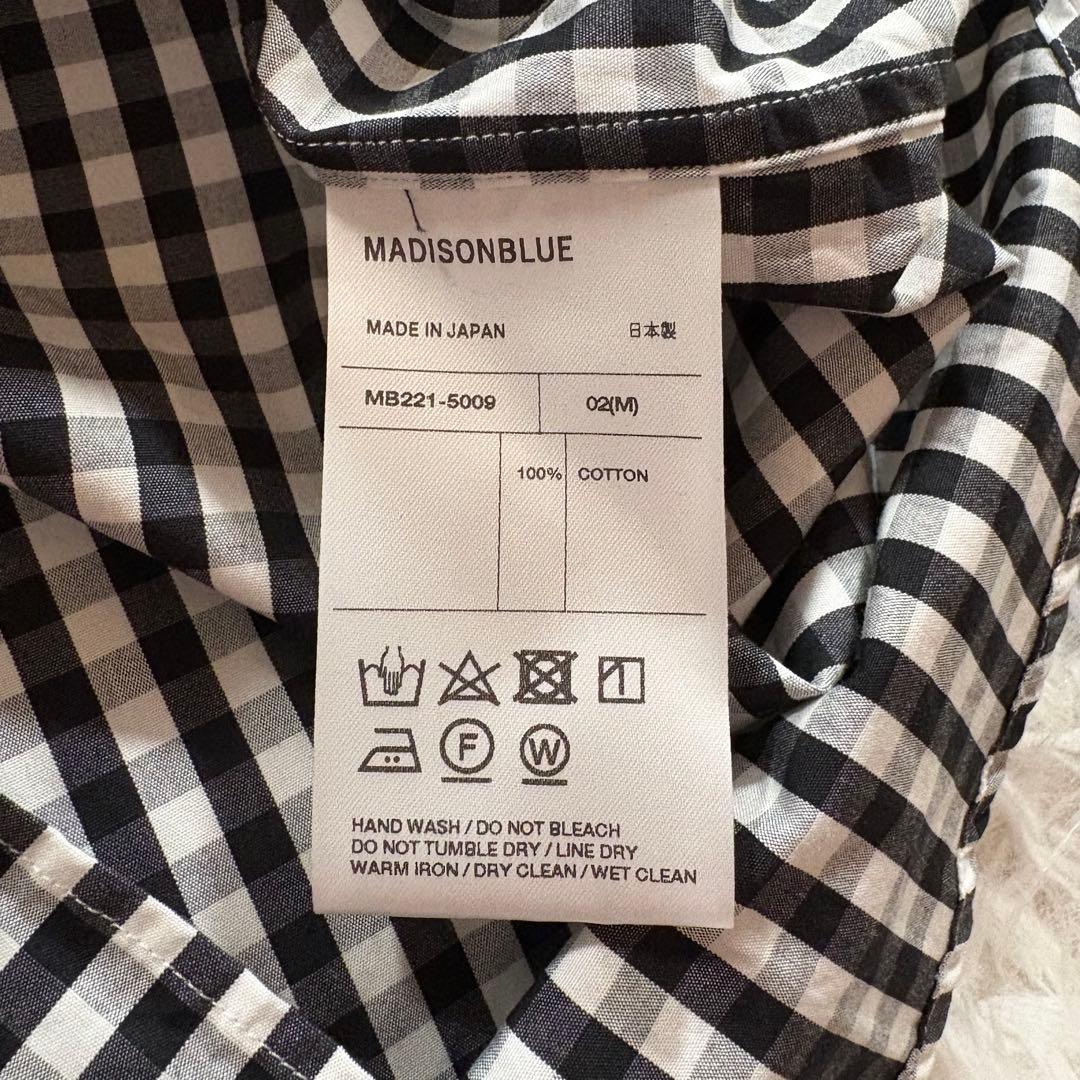 MADISONBLUE
MADE IN JAPAN 日本製
MB221-5009 02(M)
100% COTTON
F W
HAND WASH / DO NOT BLEACH
DO NOT TUMBLE DRY / LINE DRY
WARM IRON / DRY CLEAN / WET CLEAN